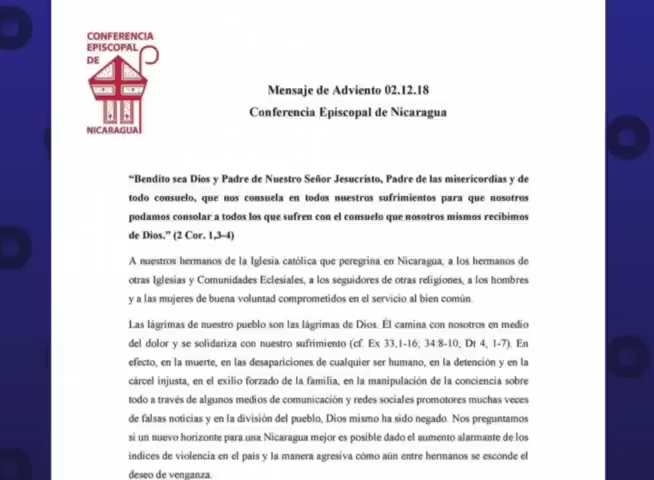 CONFERENCIA
EPISCOPAL
DE
NICARAGUA
Mensaje de Adviento 02.12.18
Conferencia Episcopal de Nicaragua
“Bendito sea Dios y Padre de Nuestro Señor Jesucristo, Padre de las misericordias y de
todo consuelo, que nos consuela en todos nuestros sufrimientos para que nosotros
podamos consolar a todos los que sufren con el consuelo que nosotros mismos recibimos
de Dios.” (2 Cor. 1,3-4)
A nuestros hermanos de la Iglesia católica que peregrina en Nicaragua, a los hermanos de
otras Iglesias y Comunidades Eclesiales, a los seguidores de otras religiones, a los hombres
y a las mujeres de buena voluntad comprometidos en el servicio al bien común.
Las lágrimas de nuestro pueblo son las lágrimas de Dios. Él camina con nosotros en medio
del dolor y se solidariza con nuestro sufrimiento (cf. Ex 33,1-16; 34:8-10; Dt 4, 1-7). En
efecto, en la muerte, en las desapariciones de cualquier ser humano, en la detención y en la
cárcel injusta, en el exilio forzado de la familia, en la manipulación de la conciencia sobre
todo a través de algunos medios de comunicación y redes sociales promotores muchas veces
de falsas noticias y en la división del pueblo, Dios mismo ha sido negado. Nos preguntamos
si un nuevo horizonte para una Nicaragua mejor es posible dado el aumento alarmante de los
índices de violencia en el país y la manera agresiva cómo aún entre hermanos se esconde el
deseo de venganza.